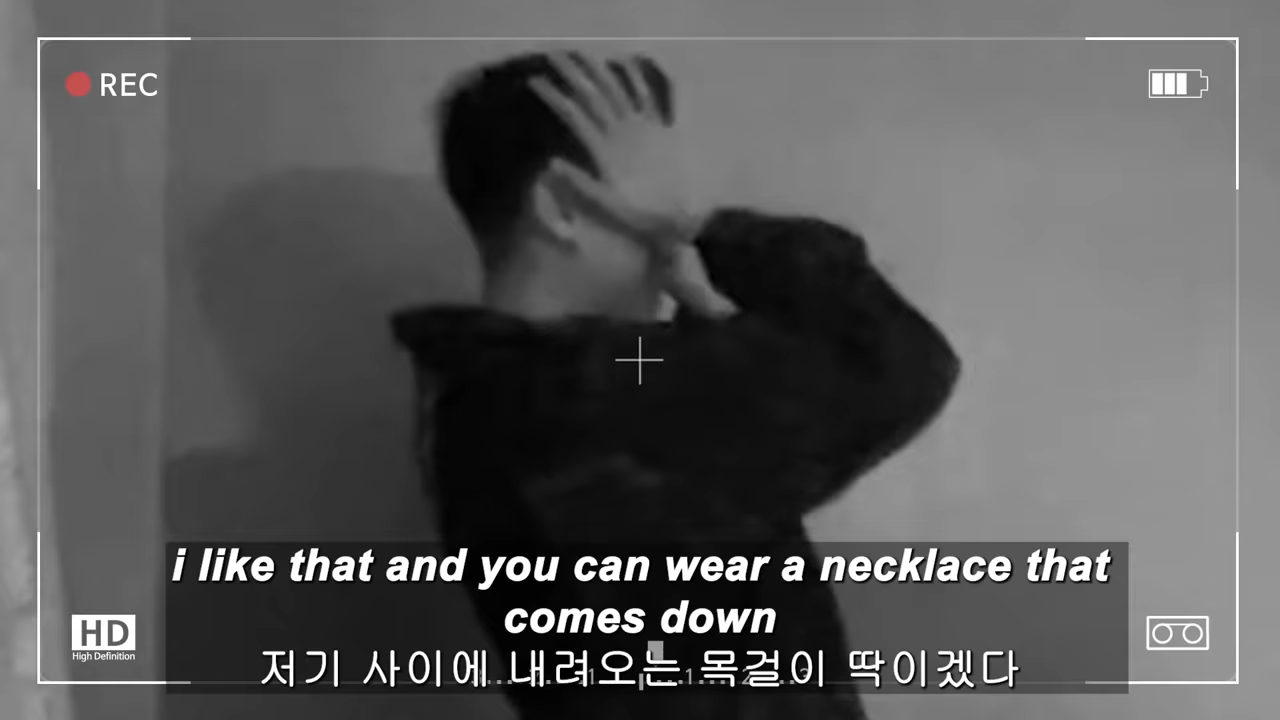 REC
i like that and you can wear a necklace that
comes down
저기 사이에 내려오는 목걸이 딱이겠다
HD
High Definition